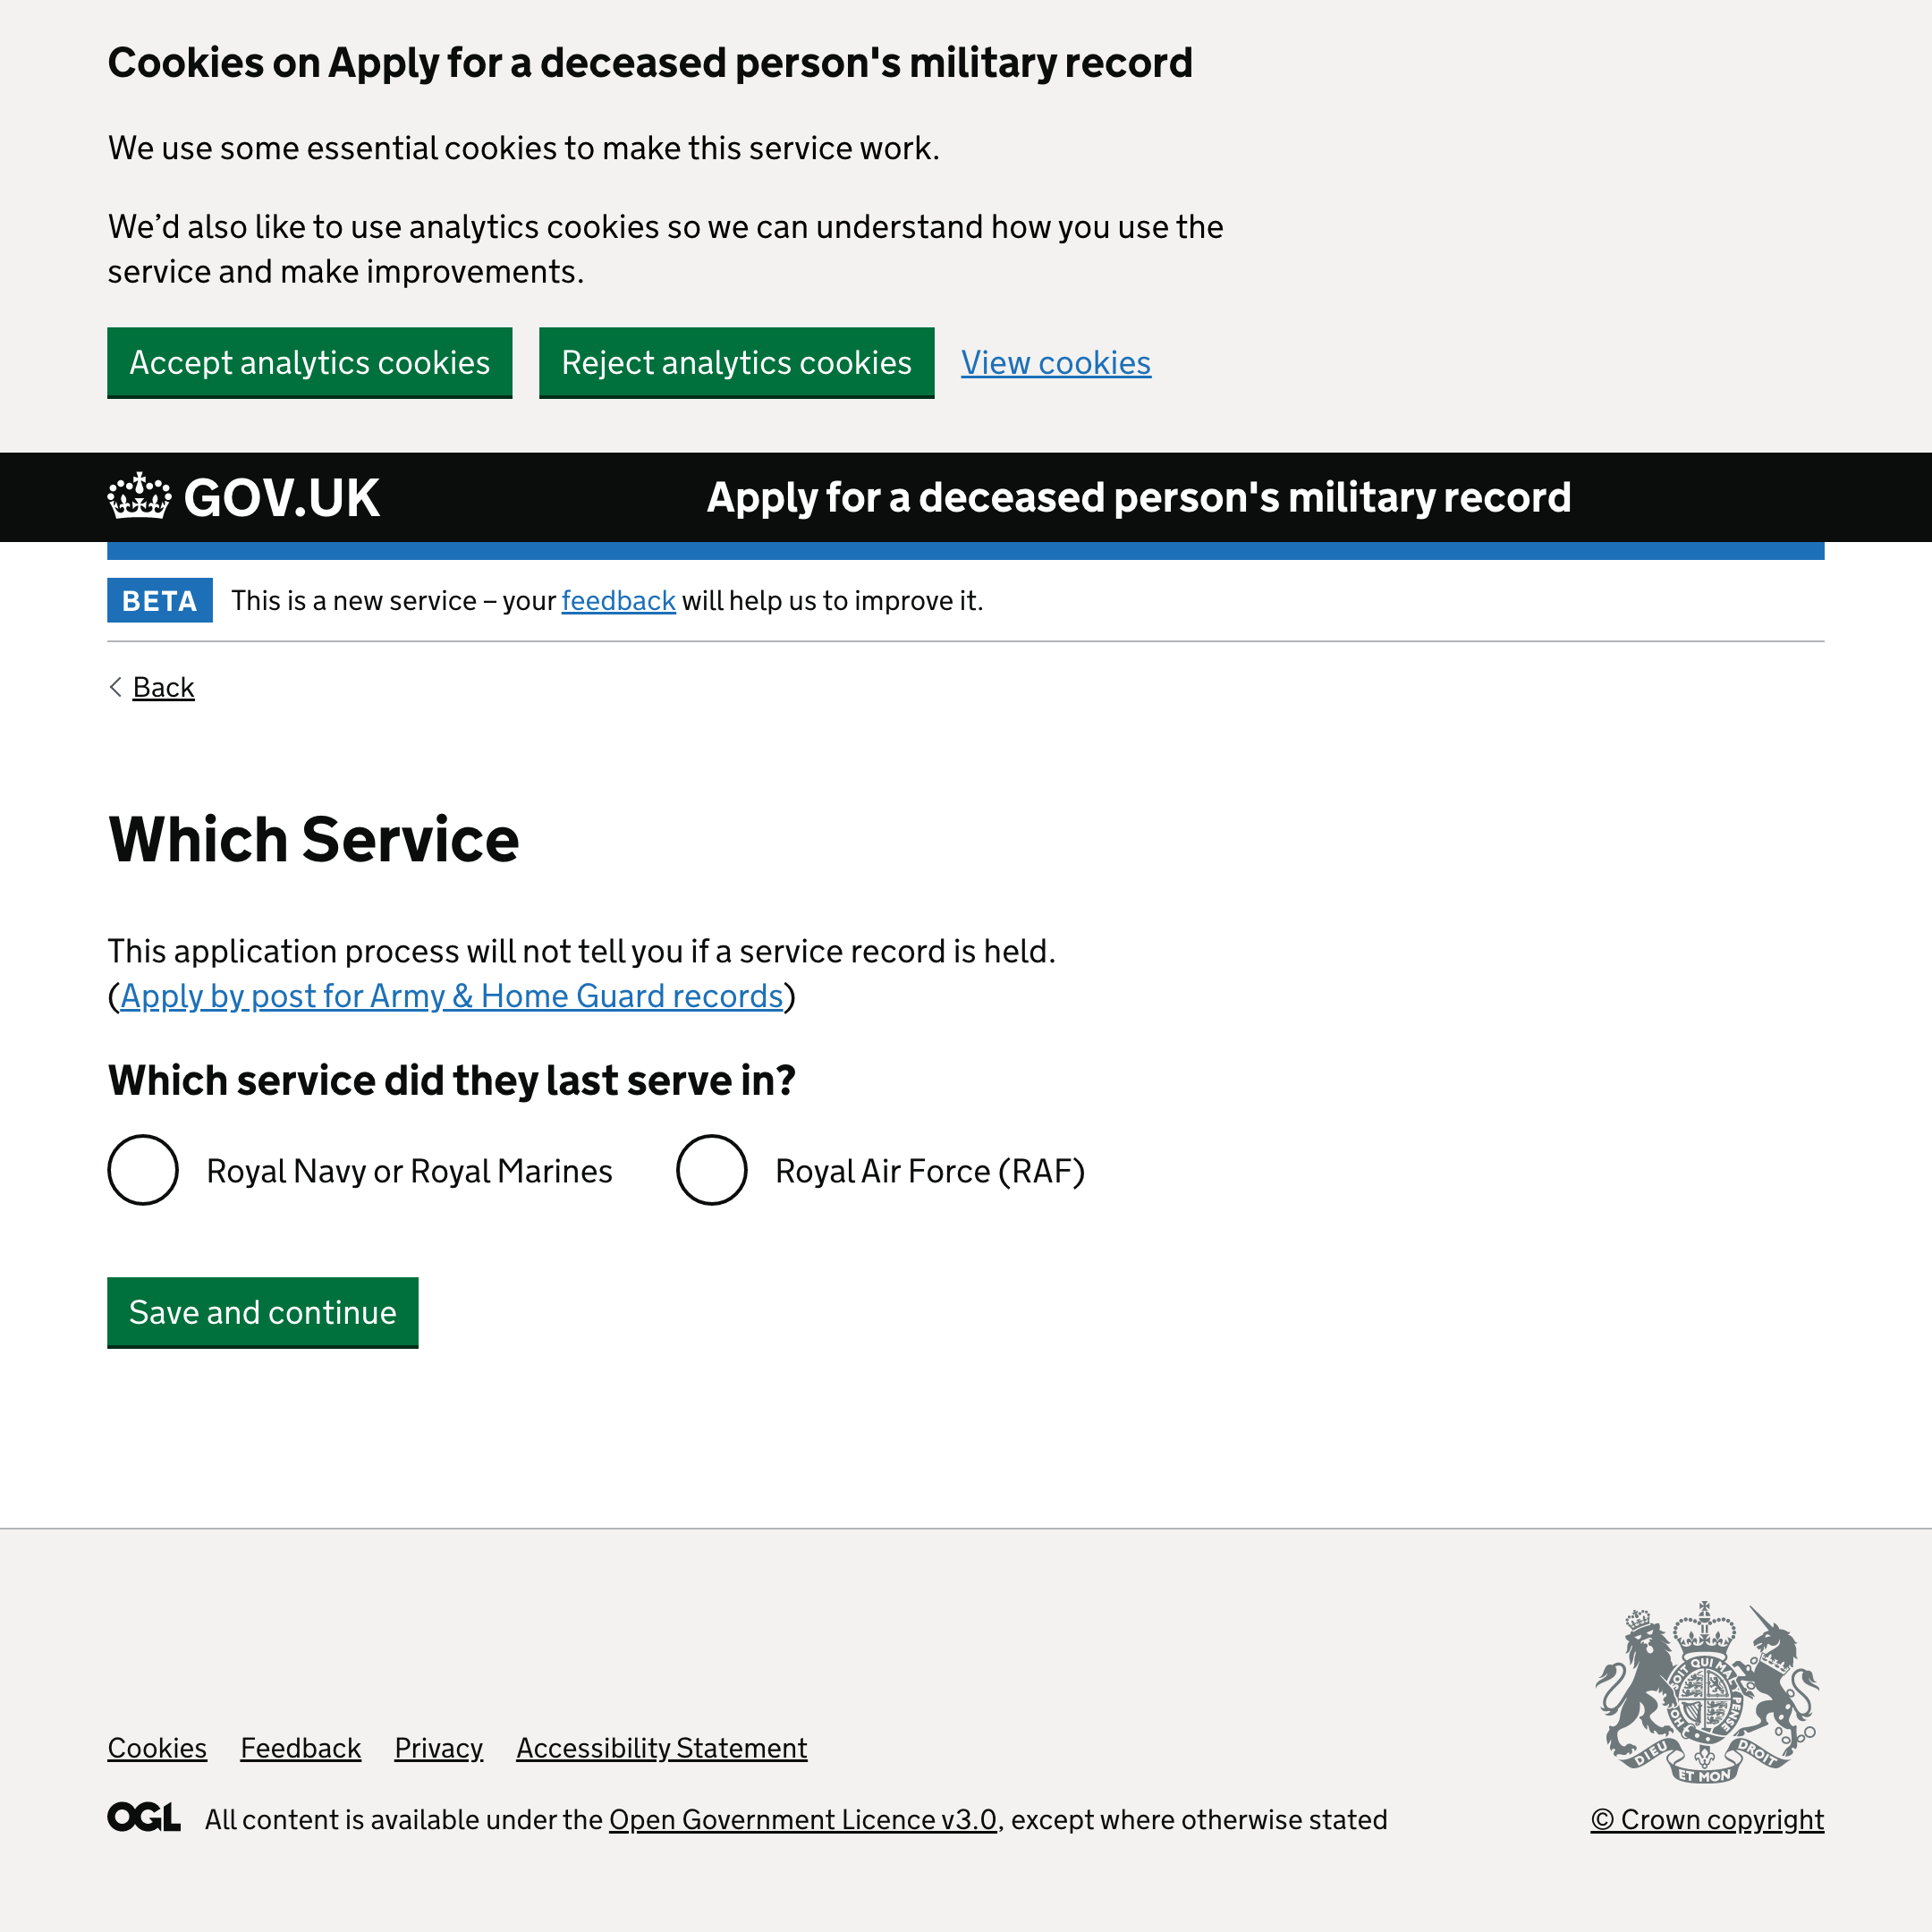 Cookies on Apply for a deceased person's military record
We use some essential cookies to make this service work.
We’d also like to use analytics cookies so we can understand how you use the
service and make improvements.
Accept analytics cookies
Reject analytics cookies
View cookies
GOV.UK
Apply for a deceased person's military record
BETA
This is a new service – your feedback will help us to improve it.
Back
Which Service
This application process will not tell you if a service record is held.
(Apply by post for Army & Home Guard records)
Which service did they last serve in?
Royal Navy or Royal Marines
Royal Air Force (RAF)
Save and continue
HONI SOIT QUI MAL Y PENSE
DIEU ET MON DROIT
Cookies
Feedback
Privacy
Accessibility Statement
OGL
All content is available under the Open Government Licence v3.0, except where otherwise stated
© Crown copyright